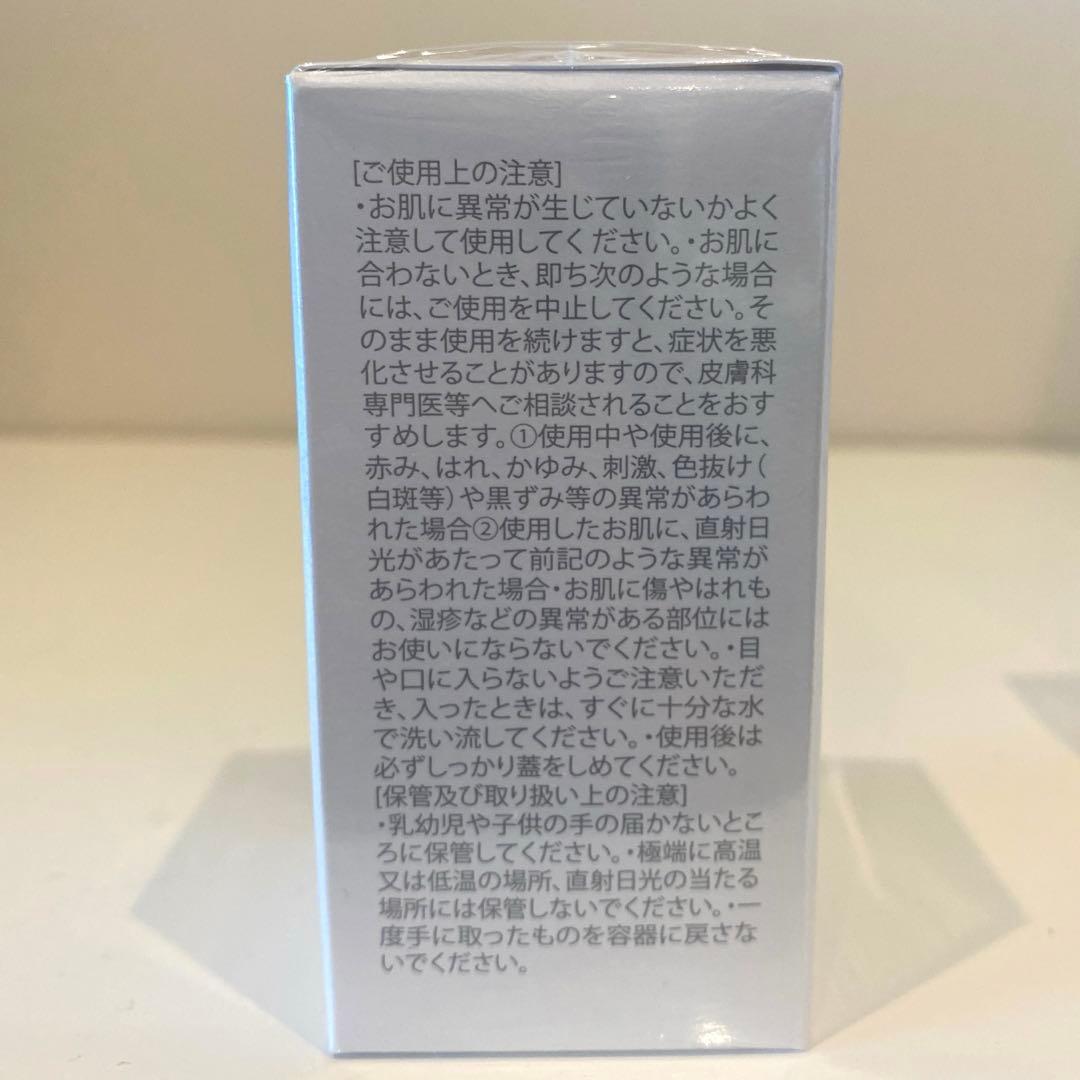 [ご使用上の注意]
・お肌に異常が生じていないかよく
注意して使用してください。・お肌に
合わないとき、即ち次のような場合
には、ご使用を中止してください。そ
のまま使用を続けますと、症状を悪
化させることがありますので、皮膚科
専門医等へご相談されることをおす
すめします。①使用中や使用後に、
赤み、はれ、かゆみ、刺激、色抜け(
白斑等)や黒ずみ等の異常があらわ
れた場合②使用したお肌に、直射日
光があたって前記のような異常が
あらわれた場合・お肌に傷やはれも
の、湿疹などの異常がある部位には
お使いにならないでください。・目
や口に入らないようご注意いただ
き、入ったときは、すぐに十分な水
で洗い流してください。・使用後は
必ずしっかり蓋をしめてください。
[保管及び取り扱い上の注意]
・乳幼児や子供の手の届かないとこ
ろに保管してください。・極端に高温
又は低温の場所、直射日光の当たる
場所には保管しないでください。・一
度手に取ったものを容器に戻さな
いでください。